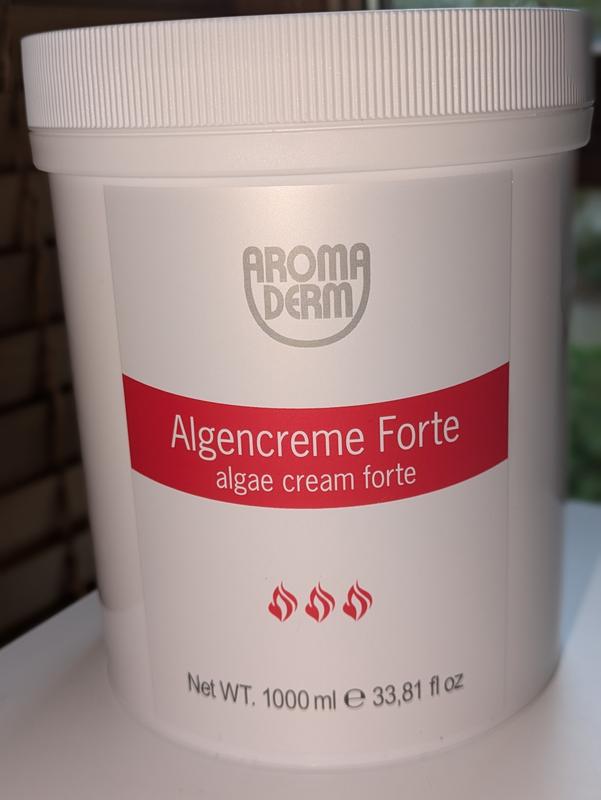 AROMA
DERM
Algencreme Forte
algae cream forte
Net WT. 1000 ml ℮ 33,81 fl oz